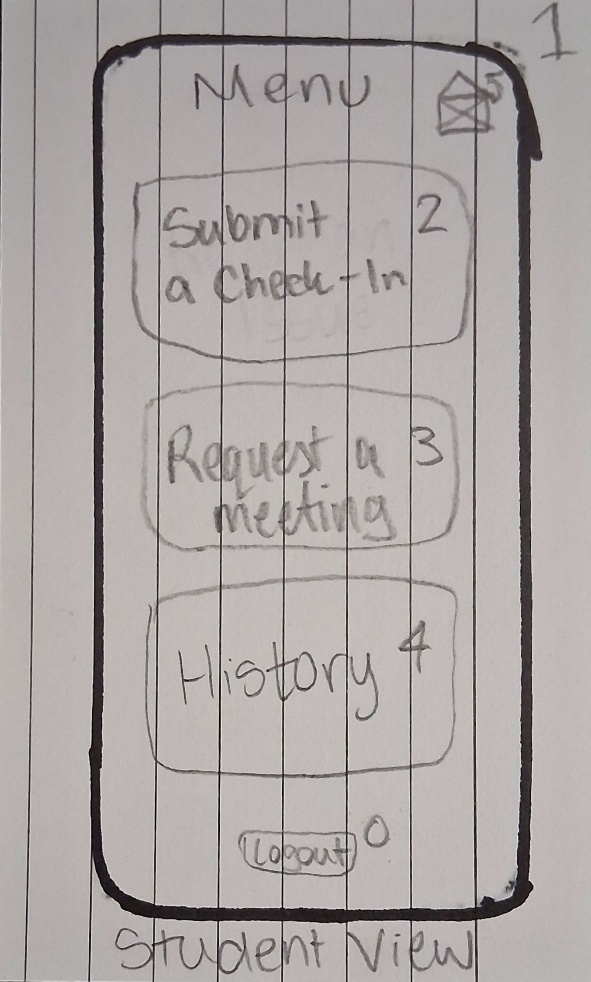 1
Menu 5
Submit 2
a Check-In
Request a 3
meeting
History 4
Logout 0
Student View